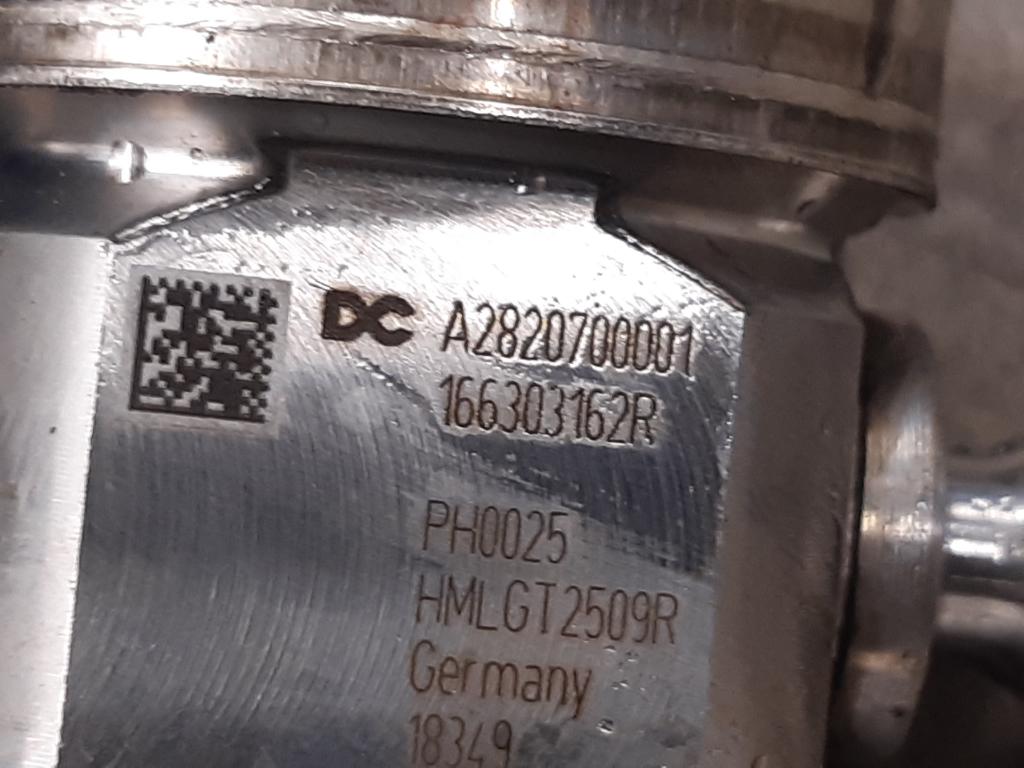 DC A2820700001
166303162R
PH0025
HMLGT2509R
Germany
18349